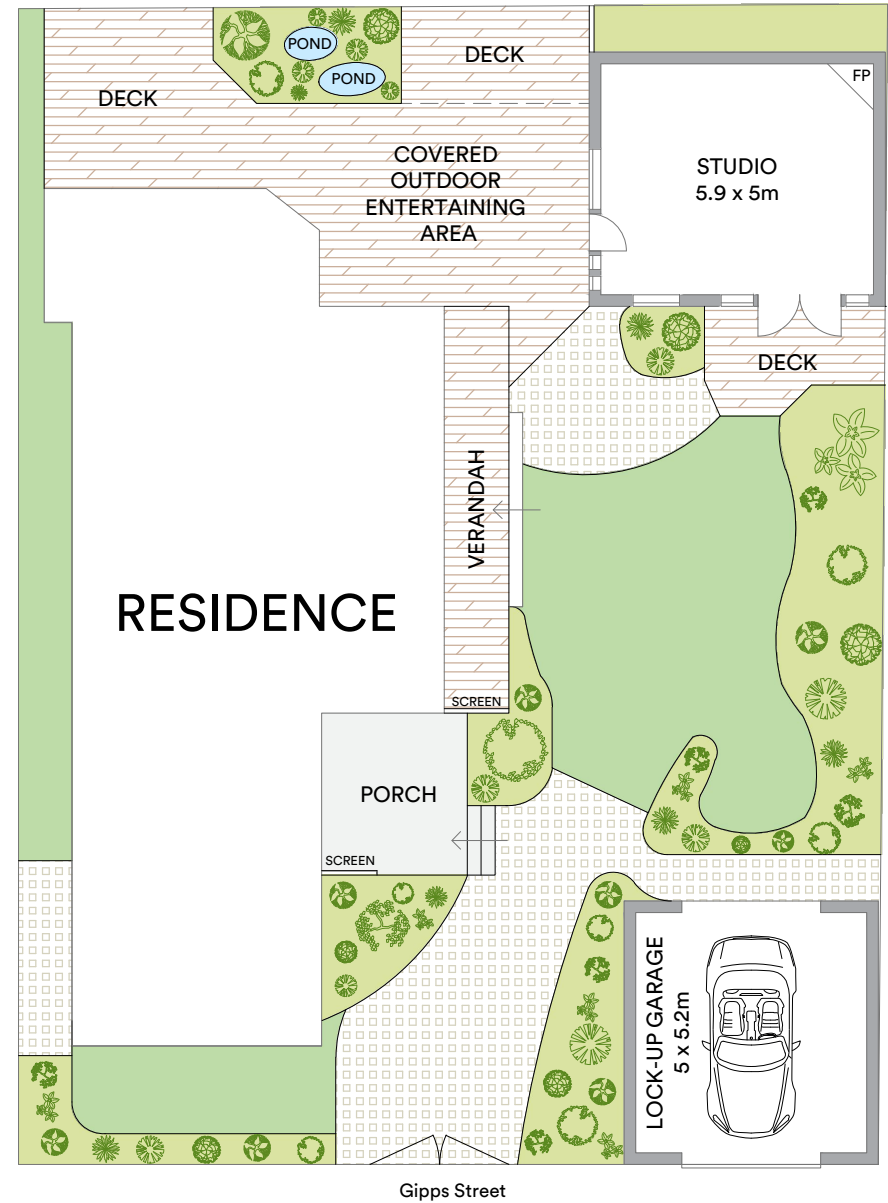 POND
DECK
POND
DECK
FP
COVERED
OUTDOOR
ENTERTAINING
AREA
STUDIO
5.9 x 5m
DECK
VERANDAH
RESIDENCE
SCREEN
PORCH
SCREEN
LOCK-UP GARAGE
5 x 5.2m
Gipps Street